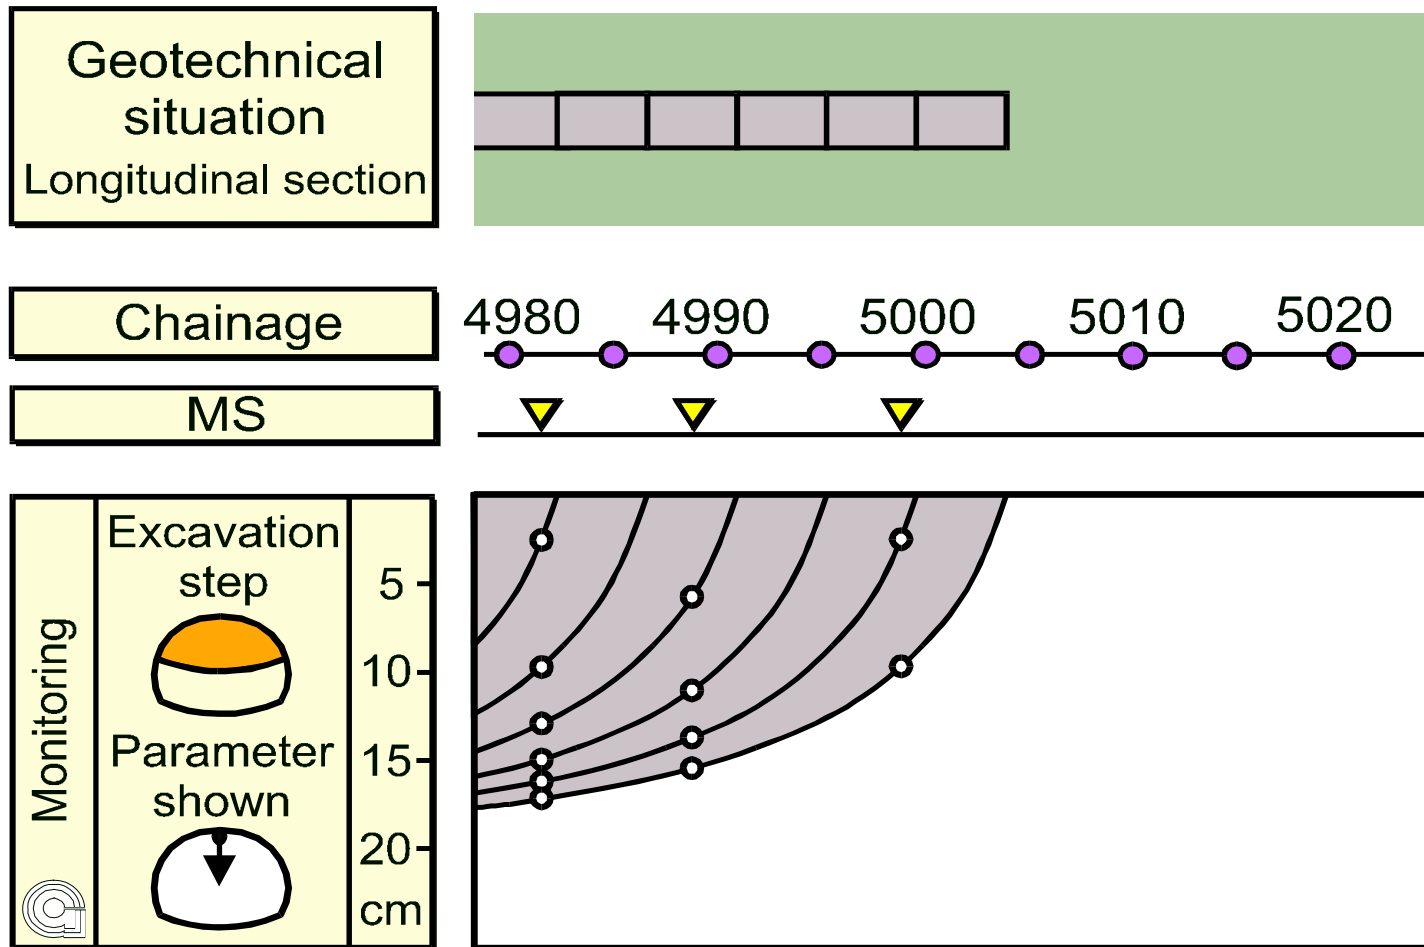 Geotechnical
situation
Longitudinal section
Chainage
4980 4990 5000 5010 5020
MS
Monitoring
Excavation
step
Parameter
shown
5
10
15
20
cm